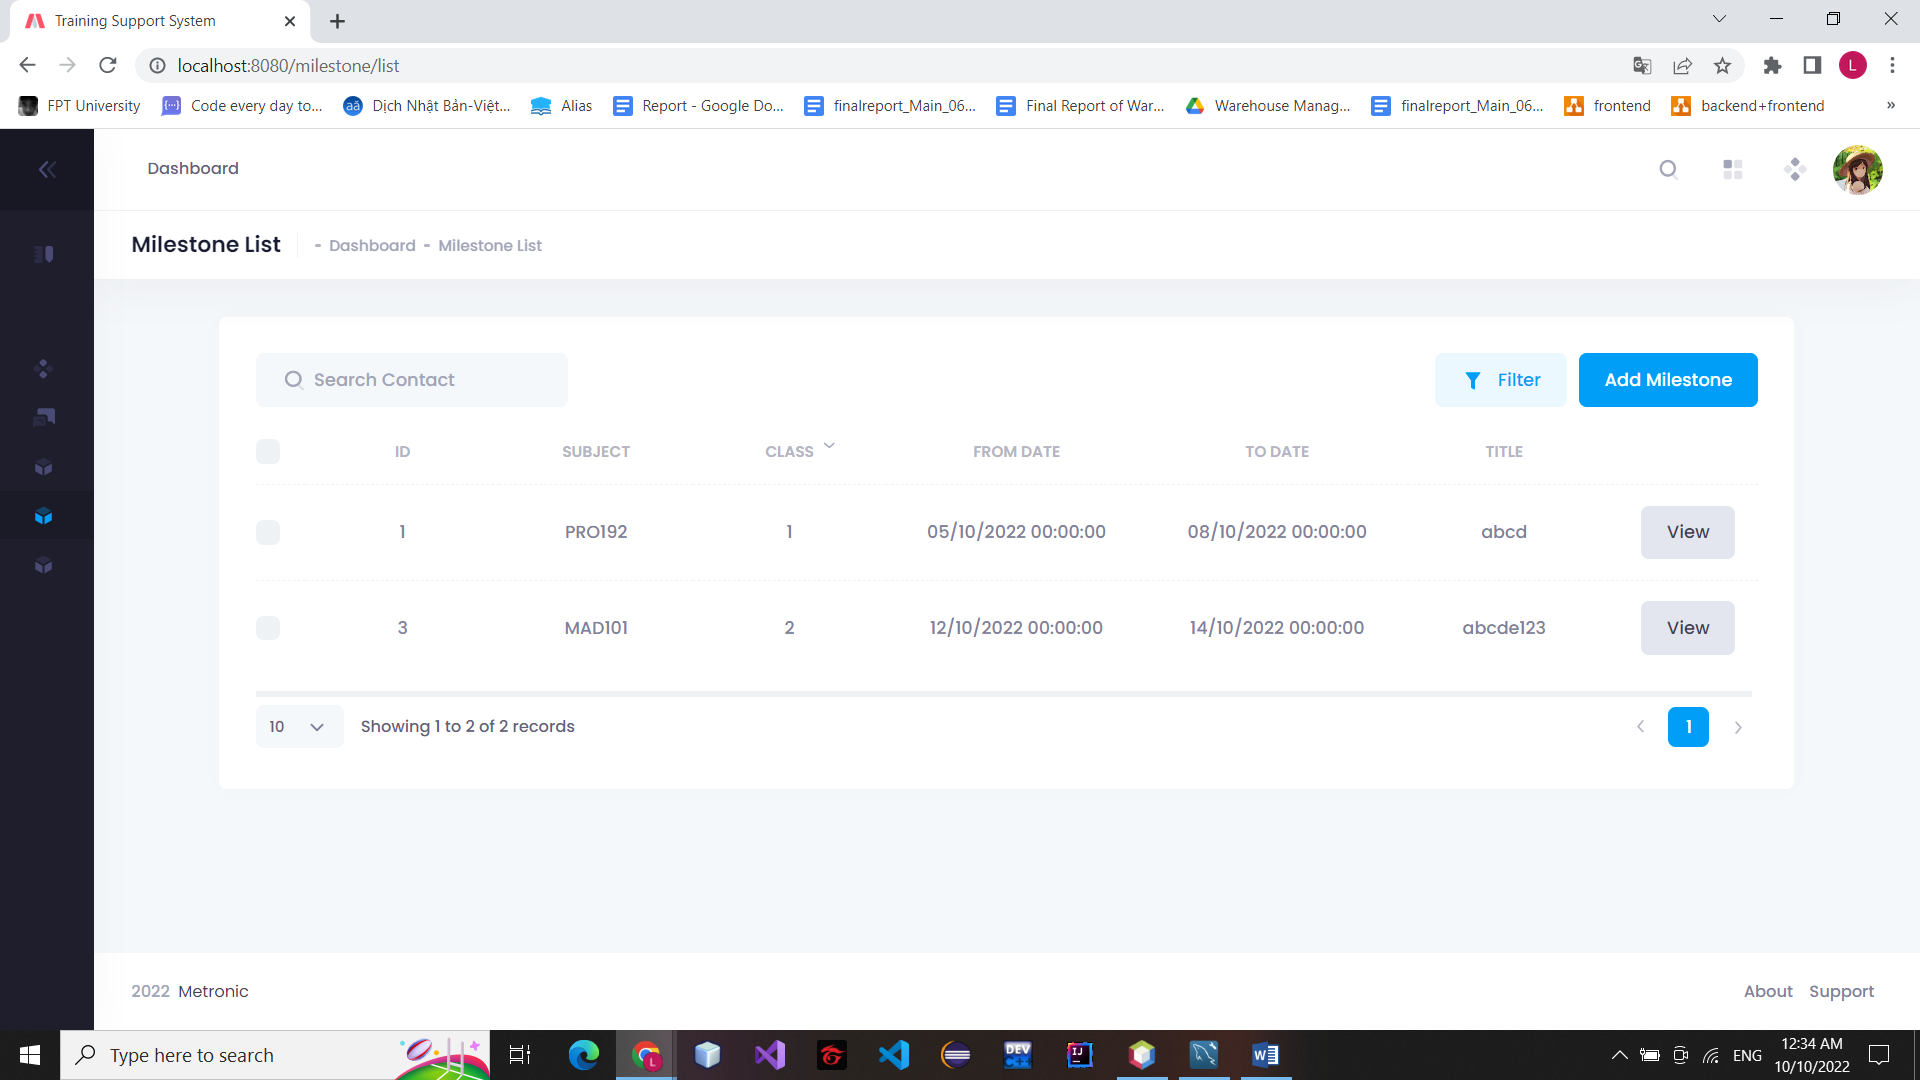 Training Support System
localhost:8080/milestone/list
L
FPT University
Code every day to...
Dịch Nhật Bản-Việt...
Alias
Report - Google Do...
finalreport_Main_06...
Final Report of War...
Warehouse Manag...
finalreport_Main_06...
frontend
backend+frontend
»
Dashboard
Milestone List - Dashboard - Milestone List
Search Contact
Filter
Add Milestone
ID SUBJECT CLASS FROM DATE TO DATE TITLE
1 PRO192 1 05/10/2022 00:00:00 08/10/2022 00:00:00 abcd View
3 MAD101 2 12/10/2022 00:00:00 14/10/2022 00:00:00 abcde123 View
10 Showing 1 to 2 of 2 records 1
2022 Metronic
About Support
Type here to search
ENG
12:34 AM
10/10/2022